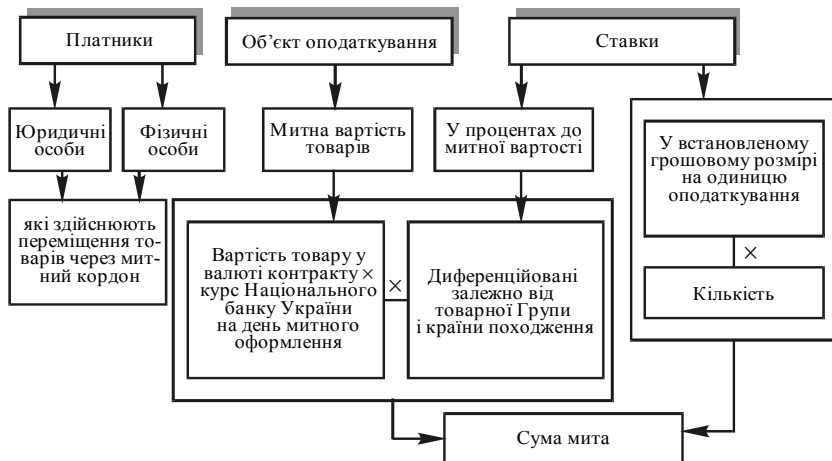 Платники
Об’єкт оподаткування
Ставки
Юридичні
особи
Фізичні
особи
Митна вартість
товарів
У процентах до
митної вартості
У встановленому
грошовому розмірі
на одиницю
оподаткування
які здійснюють
переміщення то-
варів через мит-
ний кордон
Вартість товару у
валюті контракту ×
курс Національного
банку України
на день митного
оформлення
×
Диференційовані
залежно від
товарної Групи
і країни походження
×
Кількість
Сума мита